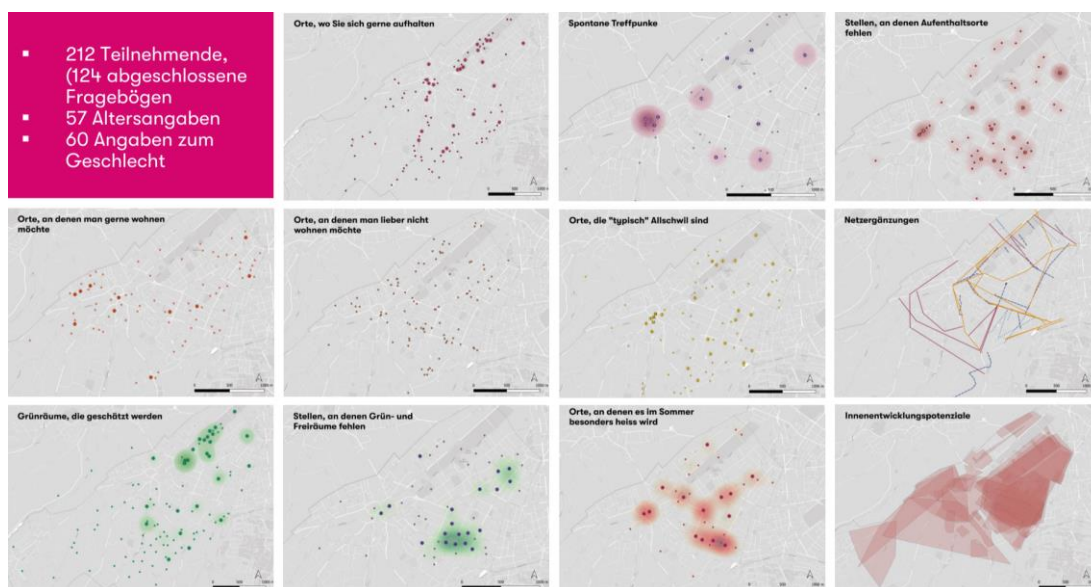 212 Teilnehmende,
(124 abgeschlossene
Fragebögen
57 Altersangaben
60 Angaben zum
Geschlecht
Orte, wo Sie sich gerne aufhalten
Spontane Treffpunke
Stellen, an denen Aufenthaltsorte
fehlen
Orte, an denen man gerne wohnen
möchte
Orte, an denen man lieber nicht
wohnen möchte
Orte, die "typisch" Allschwil sind
Netzergänzungen
Grünräume, die geschätzt werden
Stellen, an denen Grün- und
Freiräume fehlen
Orte, an denen es im Sommer
besonders heiss wird
Innenentwicklungspotenziale